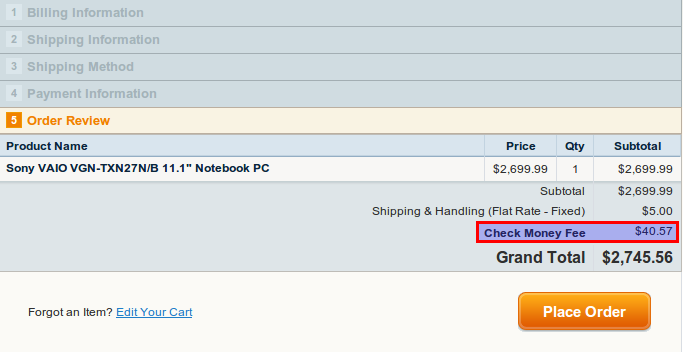 1 Billing Information
2 Shipping Information
3 Shipping Method
4 Payment Information
5 Order Review
Product Name Price Qty Subtotal
Sony VAIO VGN-TXN27N/B 11.1" Notebook PC $2,699.99 1 $2,699.99
Subtotal $2,699.99
Shipping & Handling (Flat Rate - Fixed) $5.00
Check Money Fee $40.57
Grand Total $2,745.56
Forgot an Item? Edit Your Cart Place Order